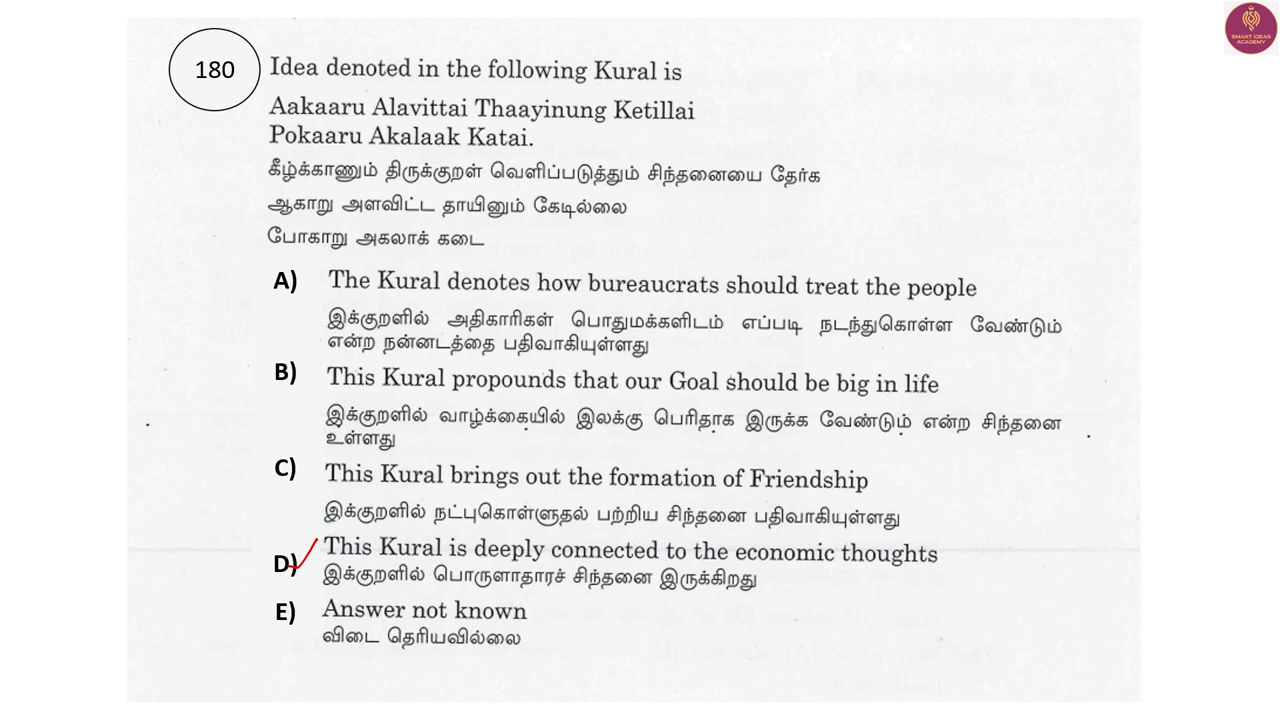 SMART IDEAS
ACADEMY
180
Idea denoted in the following Kural is
Aakaaru Alavittai Thaayinung Ketillai
Pokaaru Akalaak Katai.
கீழ்க்காணும் திருக்குறள் வெளிப்படுத்தும் சிந்தனையை தேர்க
ஆகாறு அளவிட்ட தாயினும் கேடில்லை
போகாறு அகலாக் கடை
A) The Kural denotes how bureaucrats should treat the people
இக்குறளில் அதிகாரிகள் பொதுமக்களிடம் எப்படி நடந்துகொள்ள வேண்டும்
என்ற நன்னடத்தை பதிவாகியுள்ளது
B) This Kural propounds that our Goal should be big in life
இக்குறளில் வாழ்க்கையில் இலக்கு பெரிதாக இருக்க வேண்டும் என்ற சிந்தனை
உள்ளது
C) This Kural brings out the formation of Friendship
இக்குறளில் நட்புகொள்ளுதல் பற்றிய சிந்தனை பதிவாகியுள்ளது
D) This Kural is deeply connected to the economic thoughts
இக்குறளில் பொருளாதாரச் சிந்தனை இருக்கிறது
E) Answer not known
விடை தெரியவில்லை